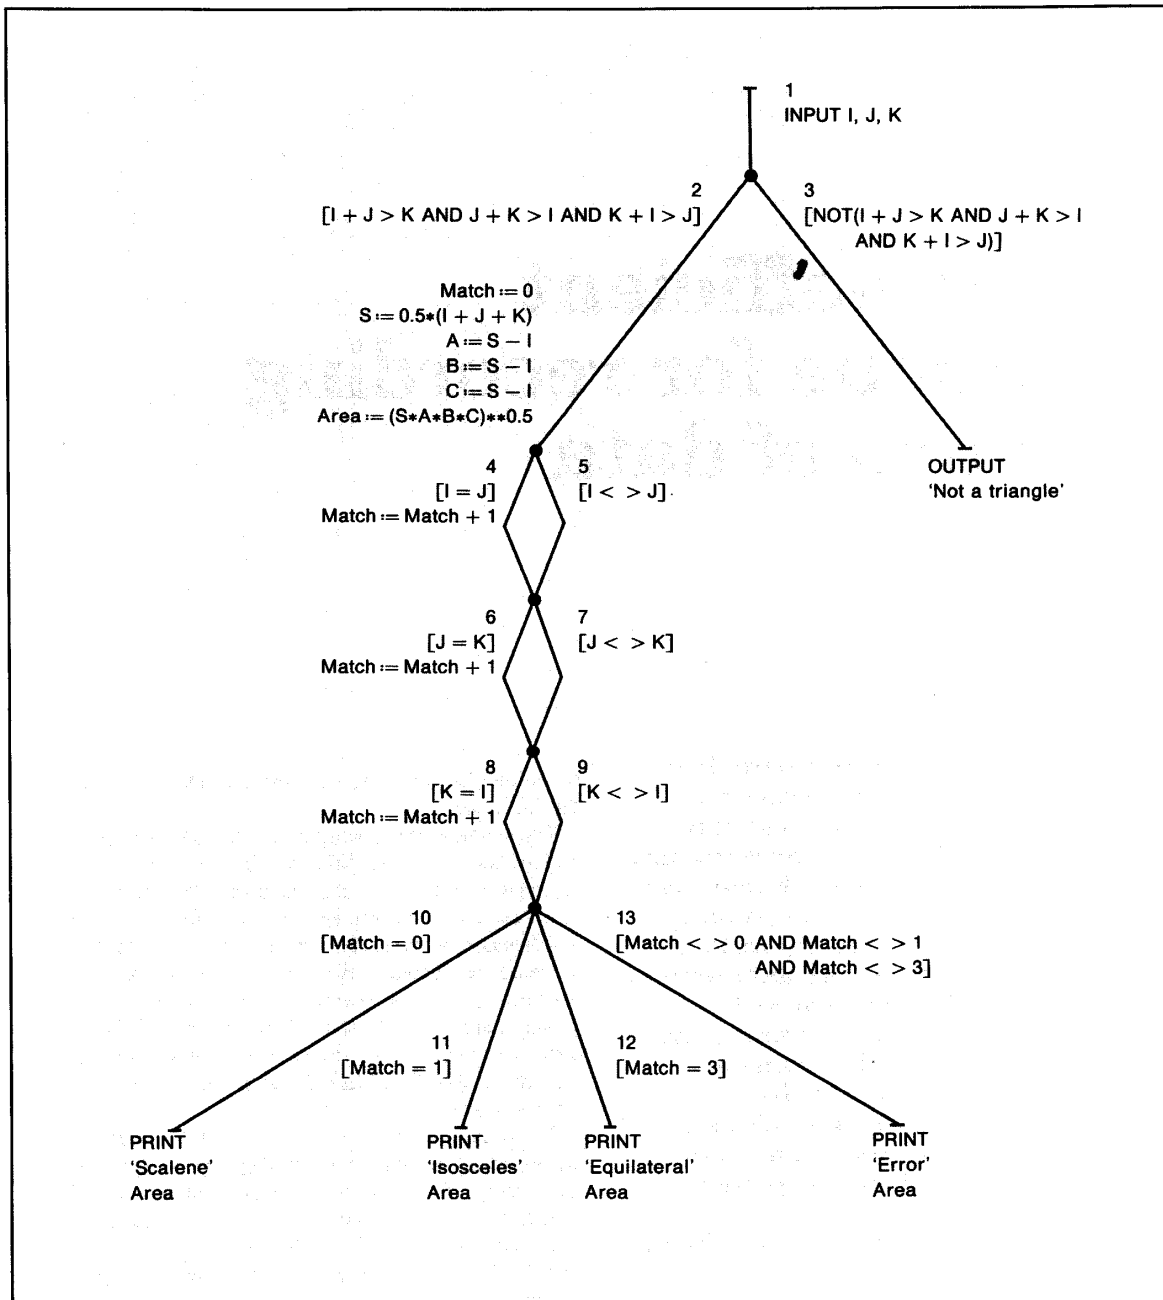 1
INPUT I, J, K
2
[I + J > K AND J + K > I AND K + I > J]
3
[NOT(I + J > K AND J + K > I
AND K + I > J)]
Match := 0
S := 0.5*(I + J + K)
A := S − I
B := S − I
C := S − I
Area := (S*A*B*C)**0.5
OUTPUT
'Not a triangle'
4
[I = J]
Match := Match + 1
5
[I < > J]
6
[J = K]
Match := Match + 1
7
[J < > K]
8
[K = I]
Match := Match + 1
9
[K < > I]
10
[Match = 0]
13
[Match < > 0 AND Match < > 1
AND Match < > 3]
11
[Match = 1]
12
[Match = 3]
PRINT
'Scalene'
Area
PRINT
'Isosceles'
Area
PRINT
'Equilateral'
Area
PRINT
'Error'
Area